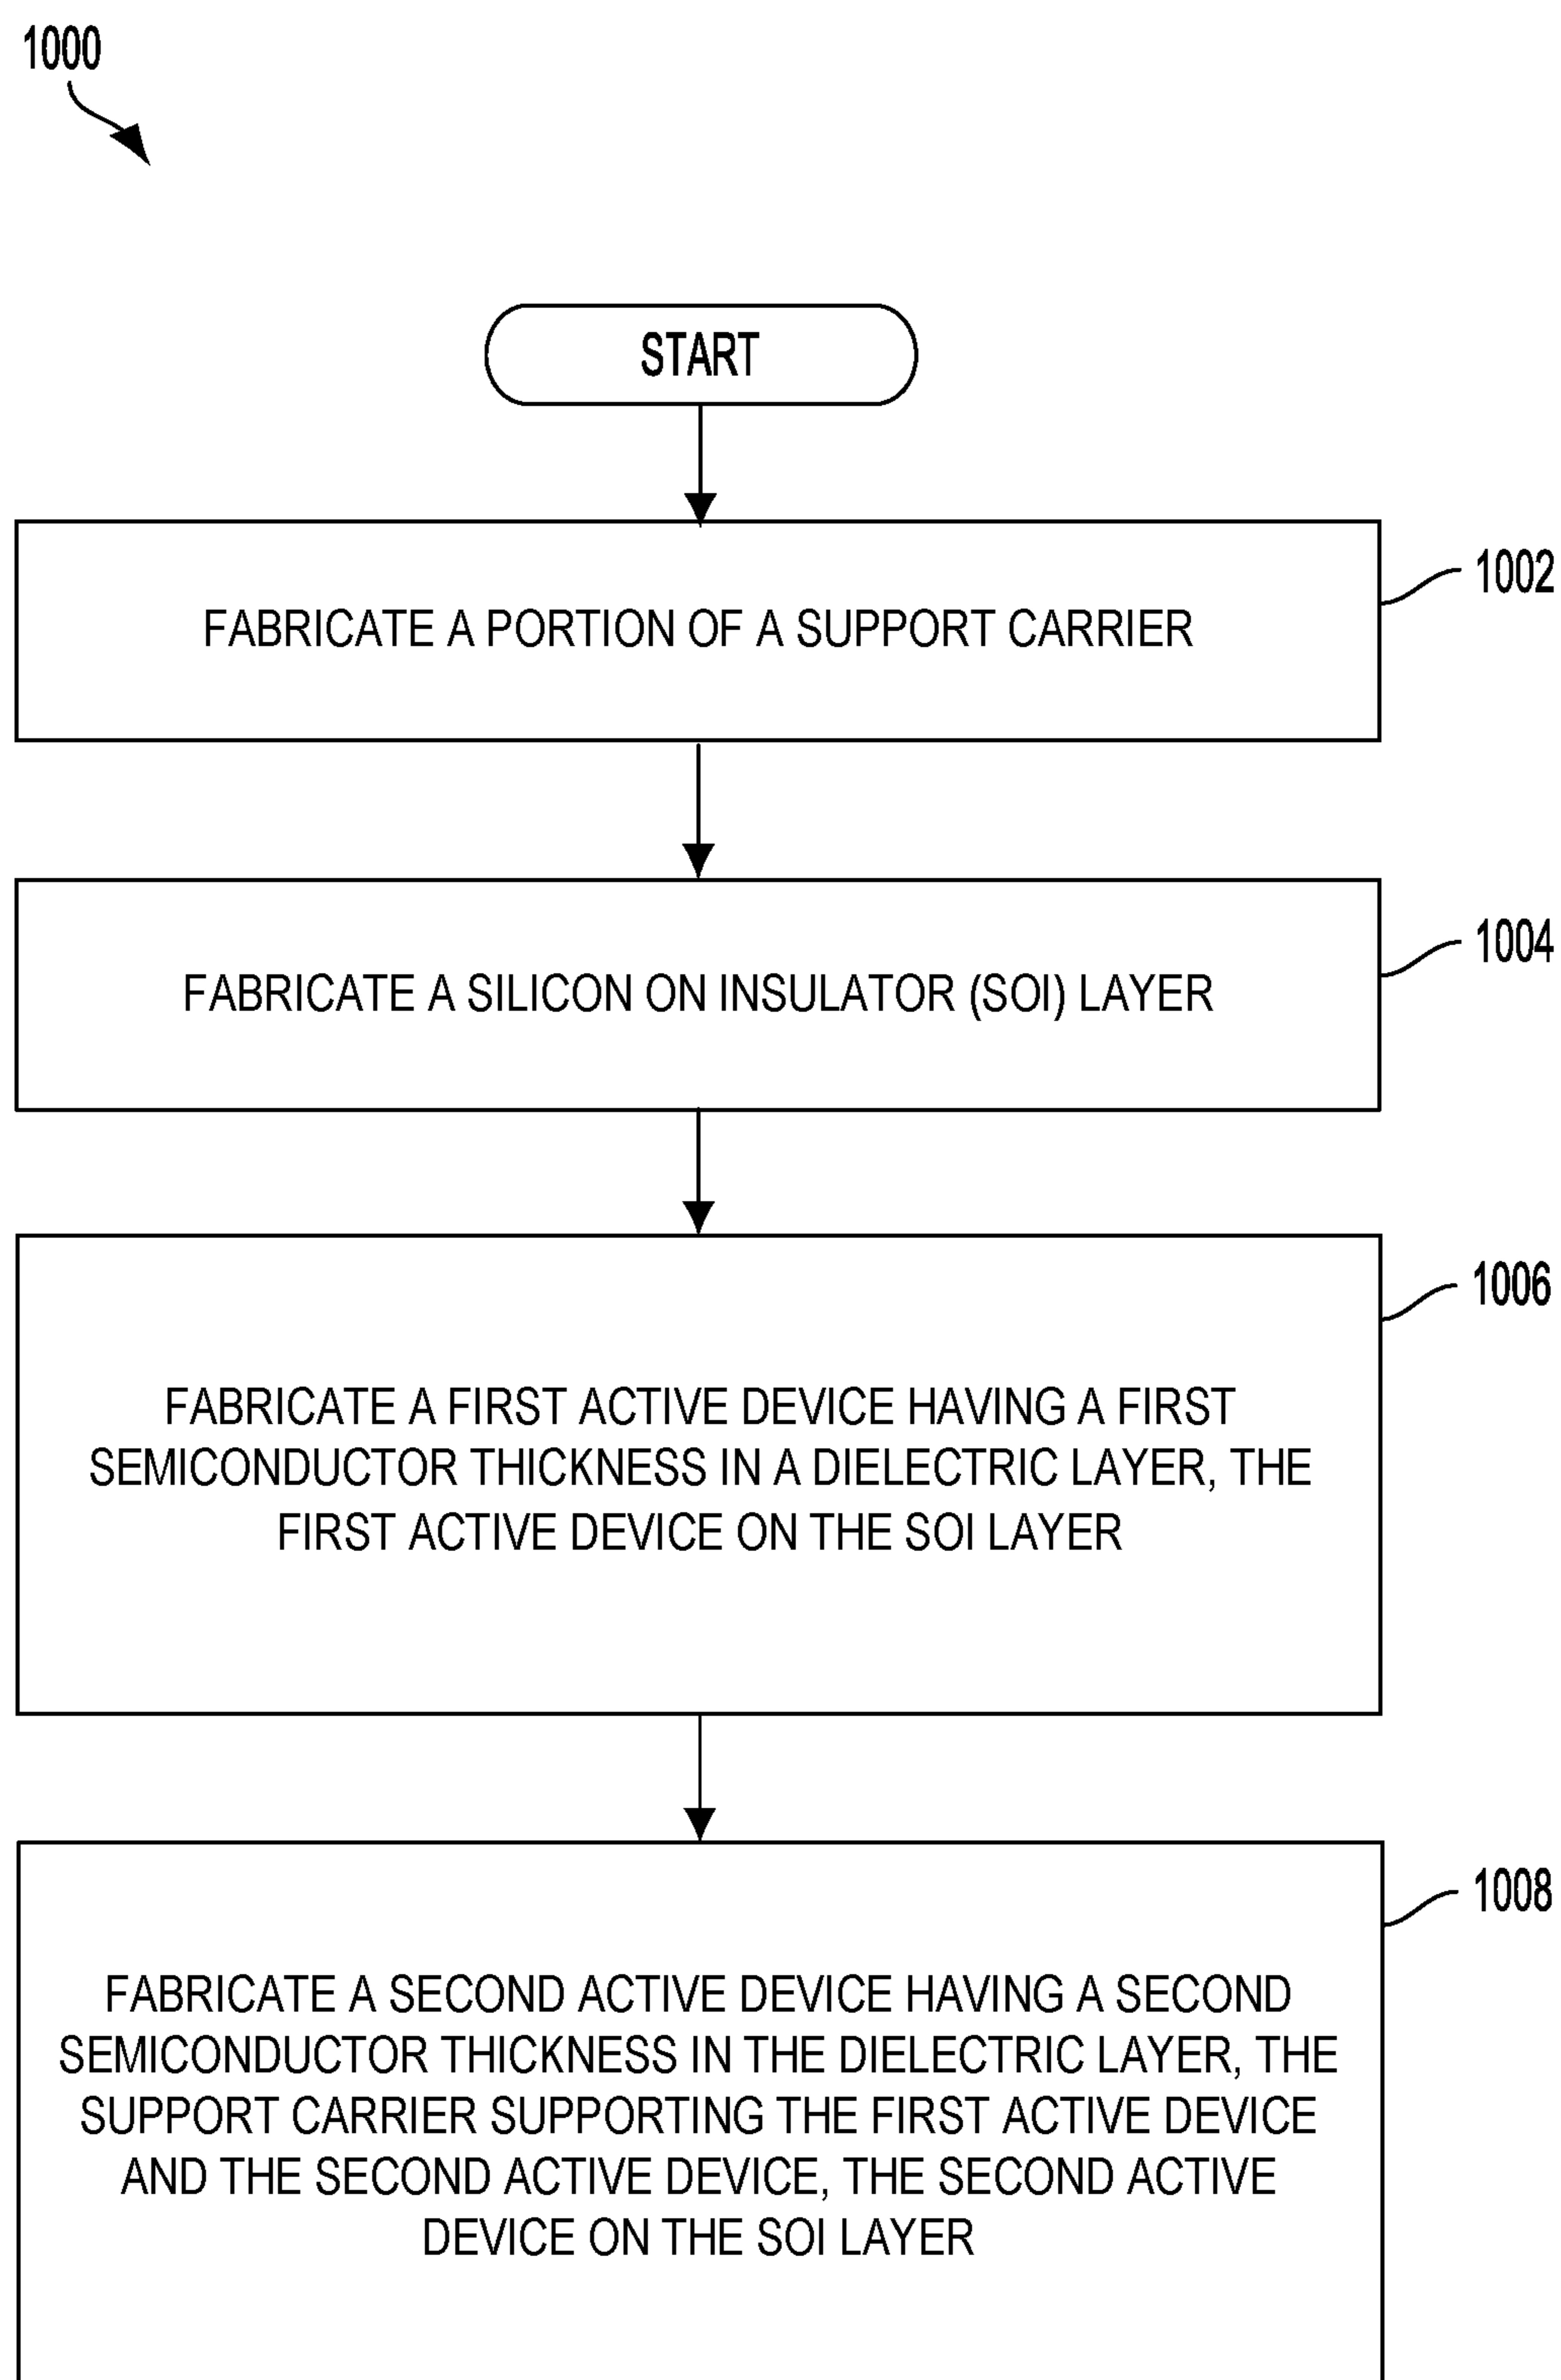 1000
START
1002
FABRICATE A PORTION OF A SUPPORT CARRIER
1004
FABRICATE A SILICON ON INSULATOR (SOI) LAYER
1006
FABRICATE A FIRST ACTIVE DEVICE HAVING A FIRST
SEMICONDUCTOR THICKNESS IN A DIELECTRIC LAYER, THE
FIRST ACTIVE DEVICE ON THE SOI LAYER
1008
FABRICATE A SECOND ACTIVE DEVICE HAVING A SECOND
SEMICONDUCTOR THICKNESS IN THE DIELECTRIC LAYER, THE
SUPPORT CARRIER SUPPORTING THE FIRST ACTIVE DEVICE
AND THE SECOND ACTIVE DEVICE, THE SECOND ACTIVE
DEVICE ON THE SOI LAYER